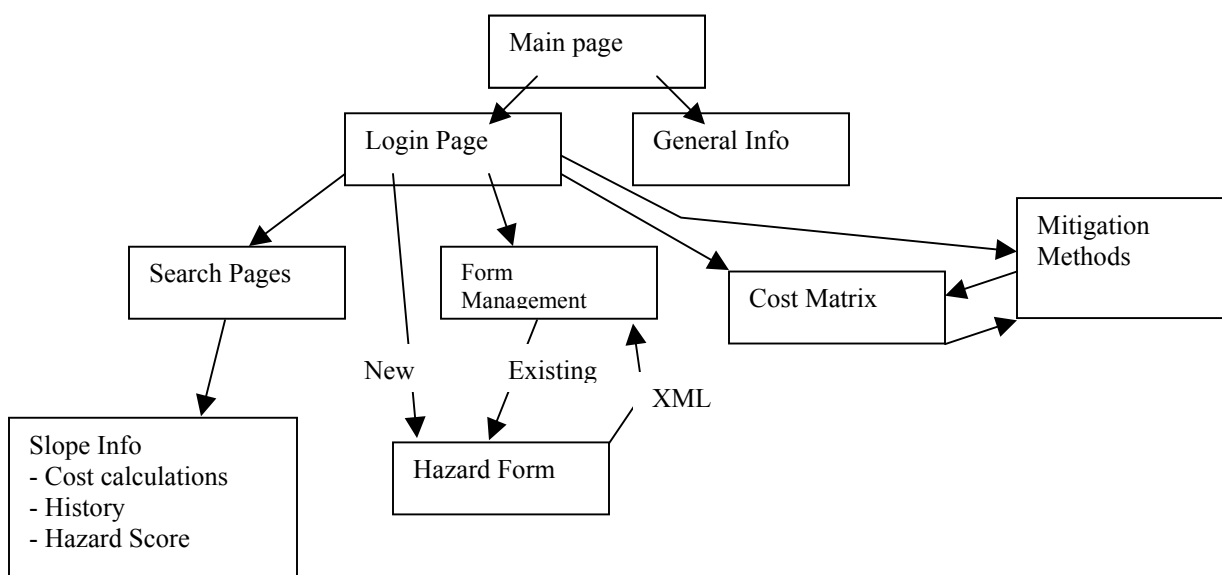 Main page
Login Page
General Info
Mitigation
Methods
Search Pages
Form
Management
Cost Matrix
New
Existing
XML
Slope Info
- Cost calculations
- History
- Hazard Score
Hazard Form